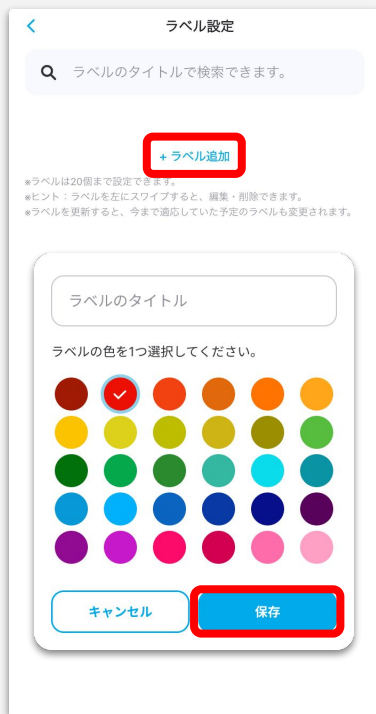 ラベル設定
ラベルのタイトルで検索できます。
+ ラベル追加
※ラベルは20個まで設定できます。
※ヒント：ラベルを左にスワイプすると、編集・削除できます。
※ラベルを更新すると、今まで適応していた予定のラベルも変更されます。
ラベルのタイトル
ラベルの色を1つ選択してください。
キャンセル
保存